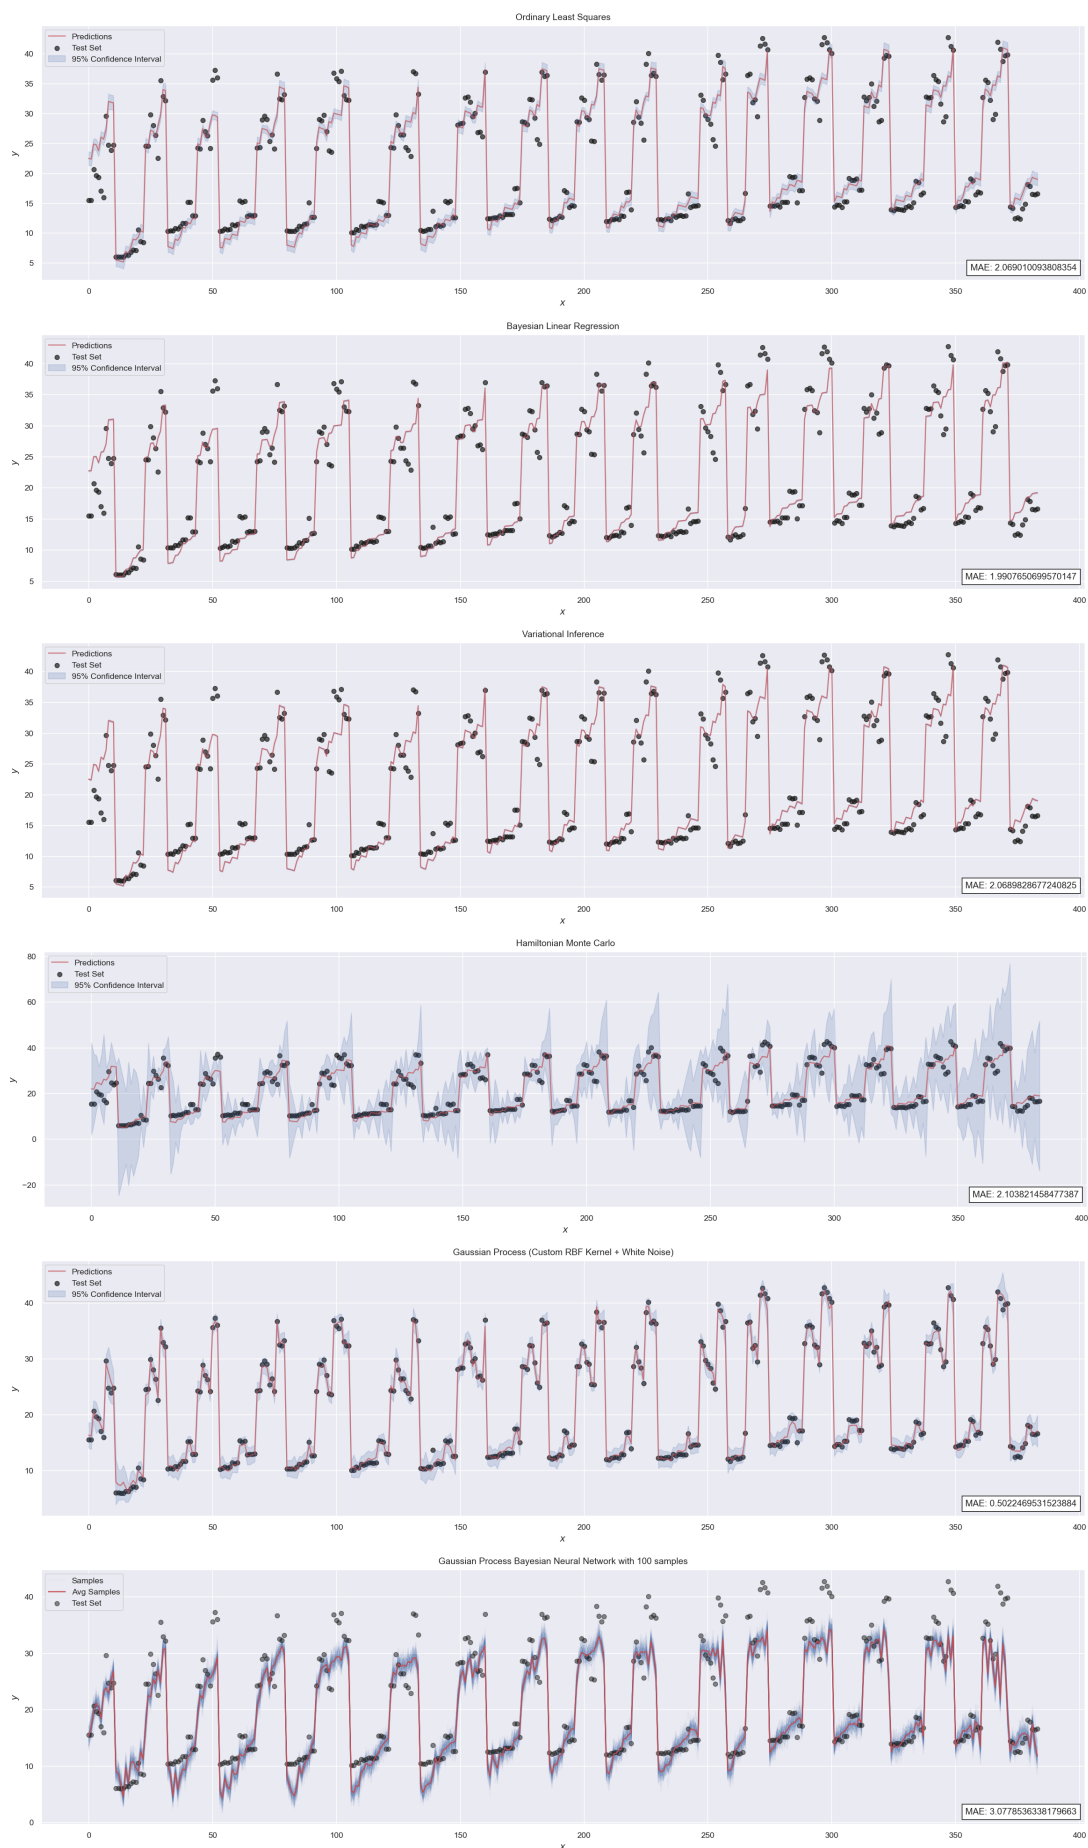 Ordinary Least Squares
Predictions
Test Set
95% Confidence Interval
40
35
30
25
20
15
10
5
y
MAE: 2.069010093808354
0 50 100 150 200 250 300 350 400
x
Bayesian Linear Regression
Predictions
Test Set
95% Confidence Interval
40
35
30
25
20
15
10
5
y
MAE: 1.9907650699570147
0 50 100 150 200 250 300 350 400
x
Variational Inference
Predictions
Test Set
95% Confidence Interval
40
35
30
25
20
15
10
5
y
MAE: 2.0689828677240825
0 50 100 150 200 250 300 350 400
x
Hamiltonian Monte Carlo
Predictions
Test Set
95% Confidence Interval
80
60
40
20
0
−20
y
MAE: 2.103821458477387
0 50 100 150 200 250 300 350 400
x
Gaussian Process (Custom RBF Kernel + White Noise)
Predictions
Test Set
95% Confidence Interval
40
30
20
10
y
MAE: 0.5022469531523884
0 50 100 150 200 250 300 350 400
x
Gaussian Process Bayesian Neural Network with 100 samples
Samples
Avg Samples
Test Set
40
30
20
10
0
y
MAE: 3.0778536338179663
0 50 100 150 200 250 300 350 400
x